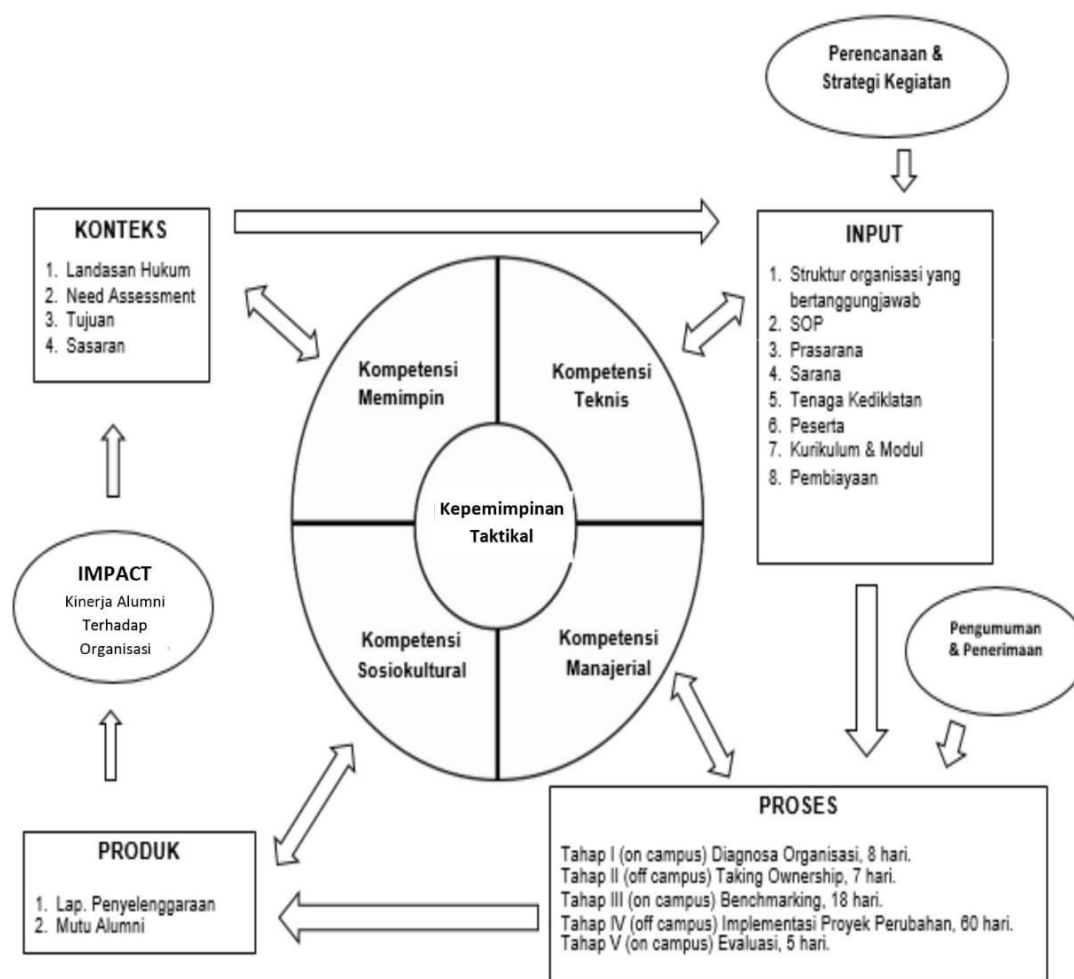 Perencanaan &
Strategi Kegiatan
KONTEKS
1. Landasan Hukum
2. Need Assessment
3. Tujuan
4. Sasaran
INPUT
1. Struktur organisasi yang
bertanggungjawab
2. SOP
3. Prasarana
4. Sarana
5. Tenaga Kediklatan
6. Peserta
7. Kurikulum & Modul
8. Pembiayaan
Kompetensi
Memimpin
Kompetensi
Teknis
Kepemimpinan
Taktikal
Kompetensi
Sosiokultural
Kompetensi
Manajerial
IMPACT
Kinerja Alumni
Terhadap
Organisasi
Pengumuman
& Penerimaan
PROSES
Tahap I (on campus) Diagnosa Organisasi, 8 hari.
Tahap II (off campus) Taking Ownership, 7 hari.
Tahap III (on campus) Benchmarking, 18 hari.
Tahap IV (off campus) Implementasi Proyek Perubahan, 60 hari.
Tahap V (on campus) Evaluasi, 5 hari.
PRODUK
1. Lap. Penyelenggaraan
2. Mutu Alumni